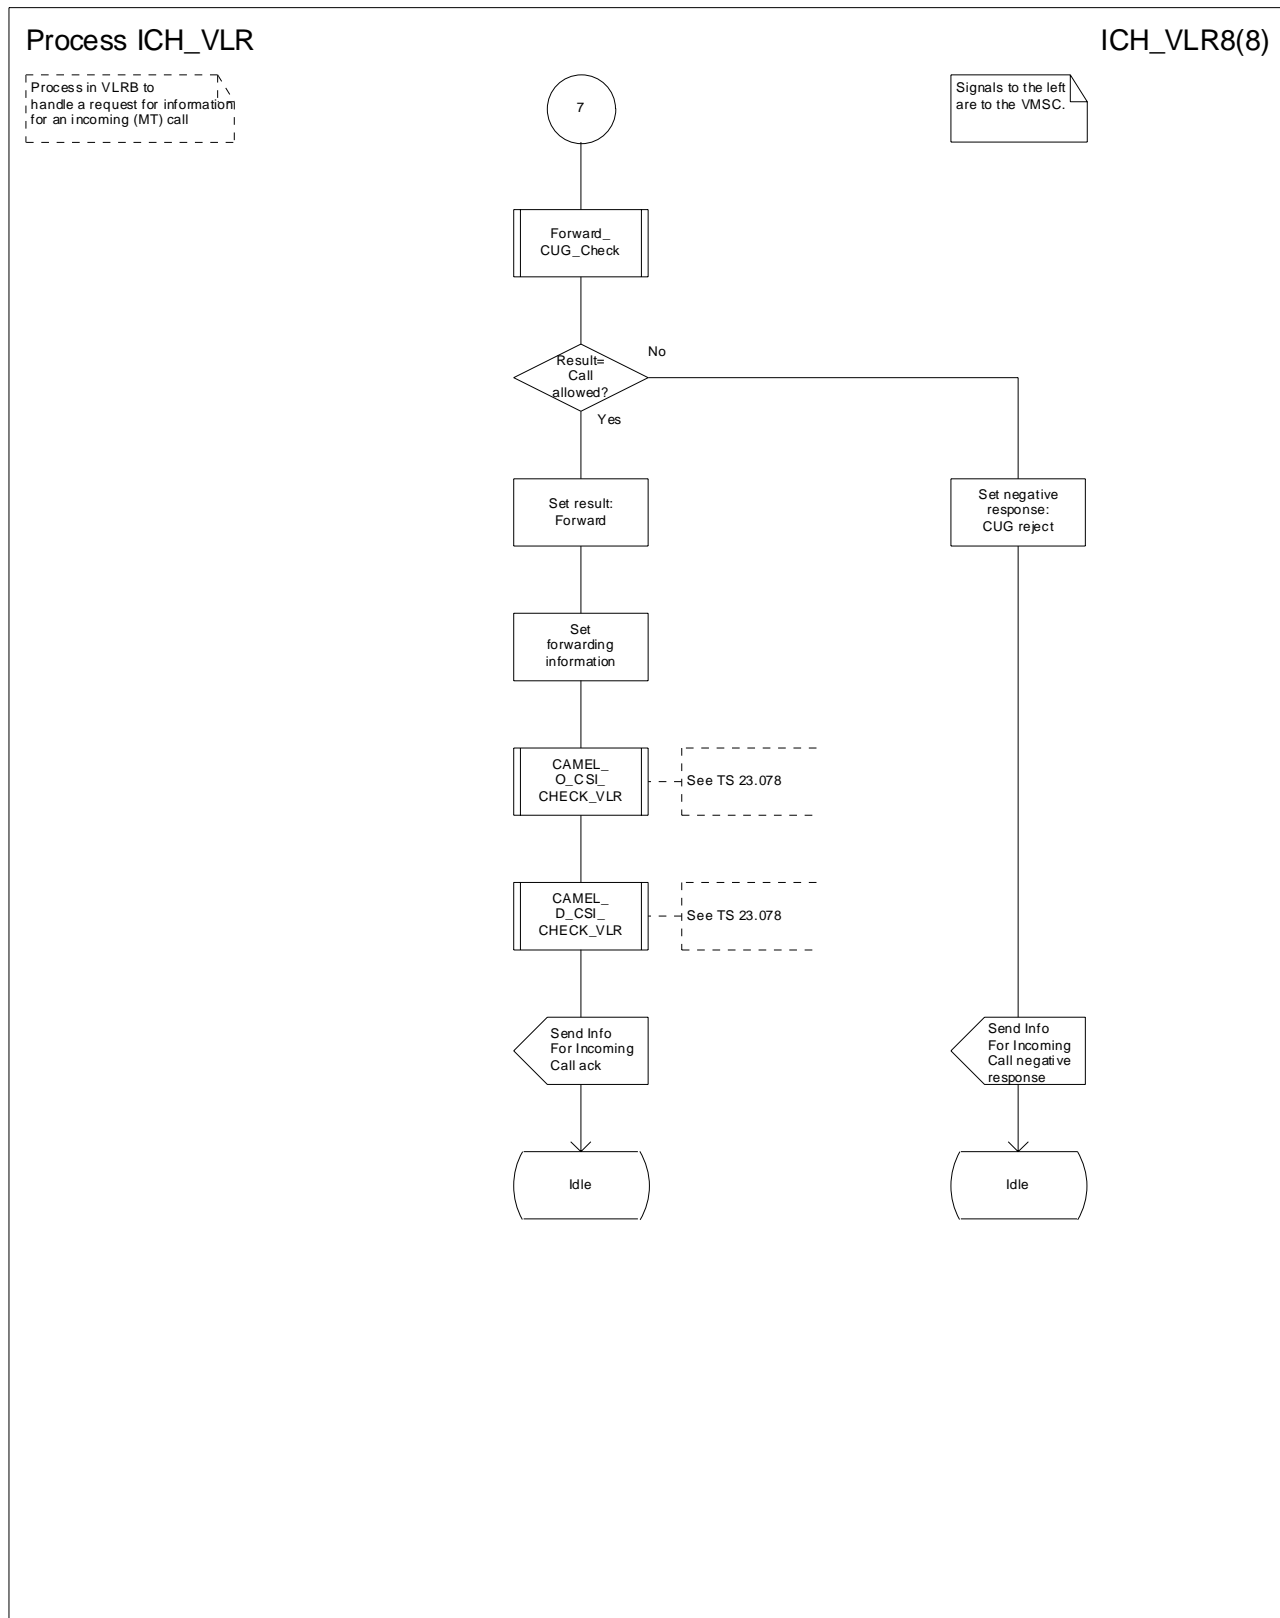 Process ICH_VLR
ICH_VLR8(8)
Process in VLRB to
handle a request for information
for an incoming (MT) call
7
Signals to the left
are to the VMSC.
Forward_
CUG_Check
Result=
Call
allowed?
No
Yes
Set result:
Forward
Set negative
response:
CUG reject
Set
forwarding
information
CAMEL_
O_CSI_
CHECK_VLR
See TS 23.078
CAMEL_
D_CSI_
CHECK_VLR
See TS 23.078
Send Info
For Incoming
Call ack
Send Info
For Incoming
Call negative
response
Idle
Idle